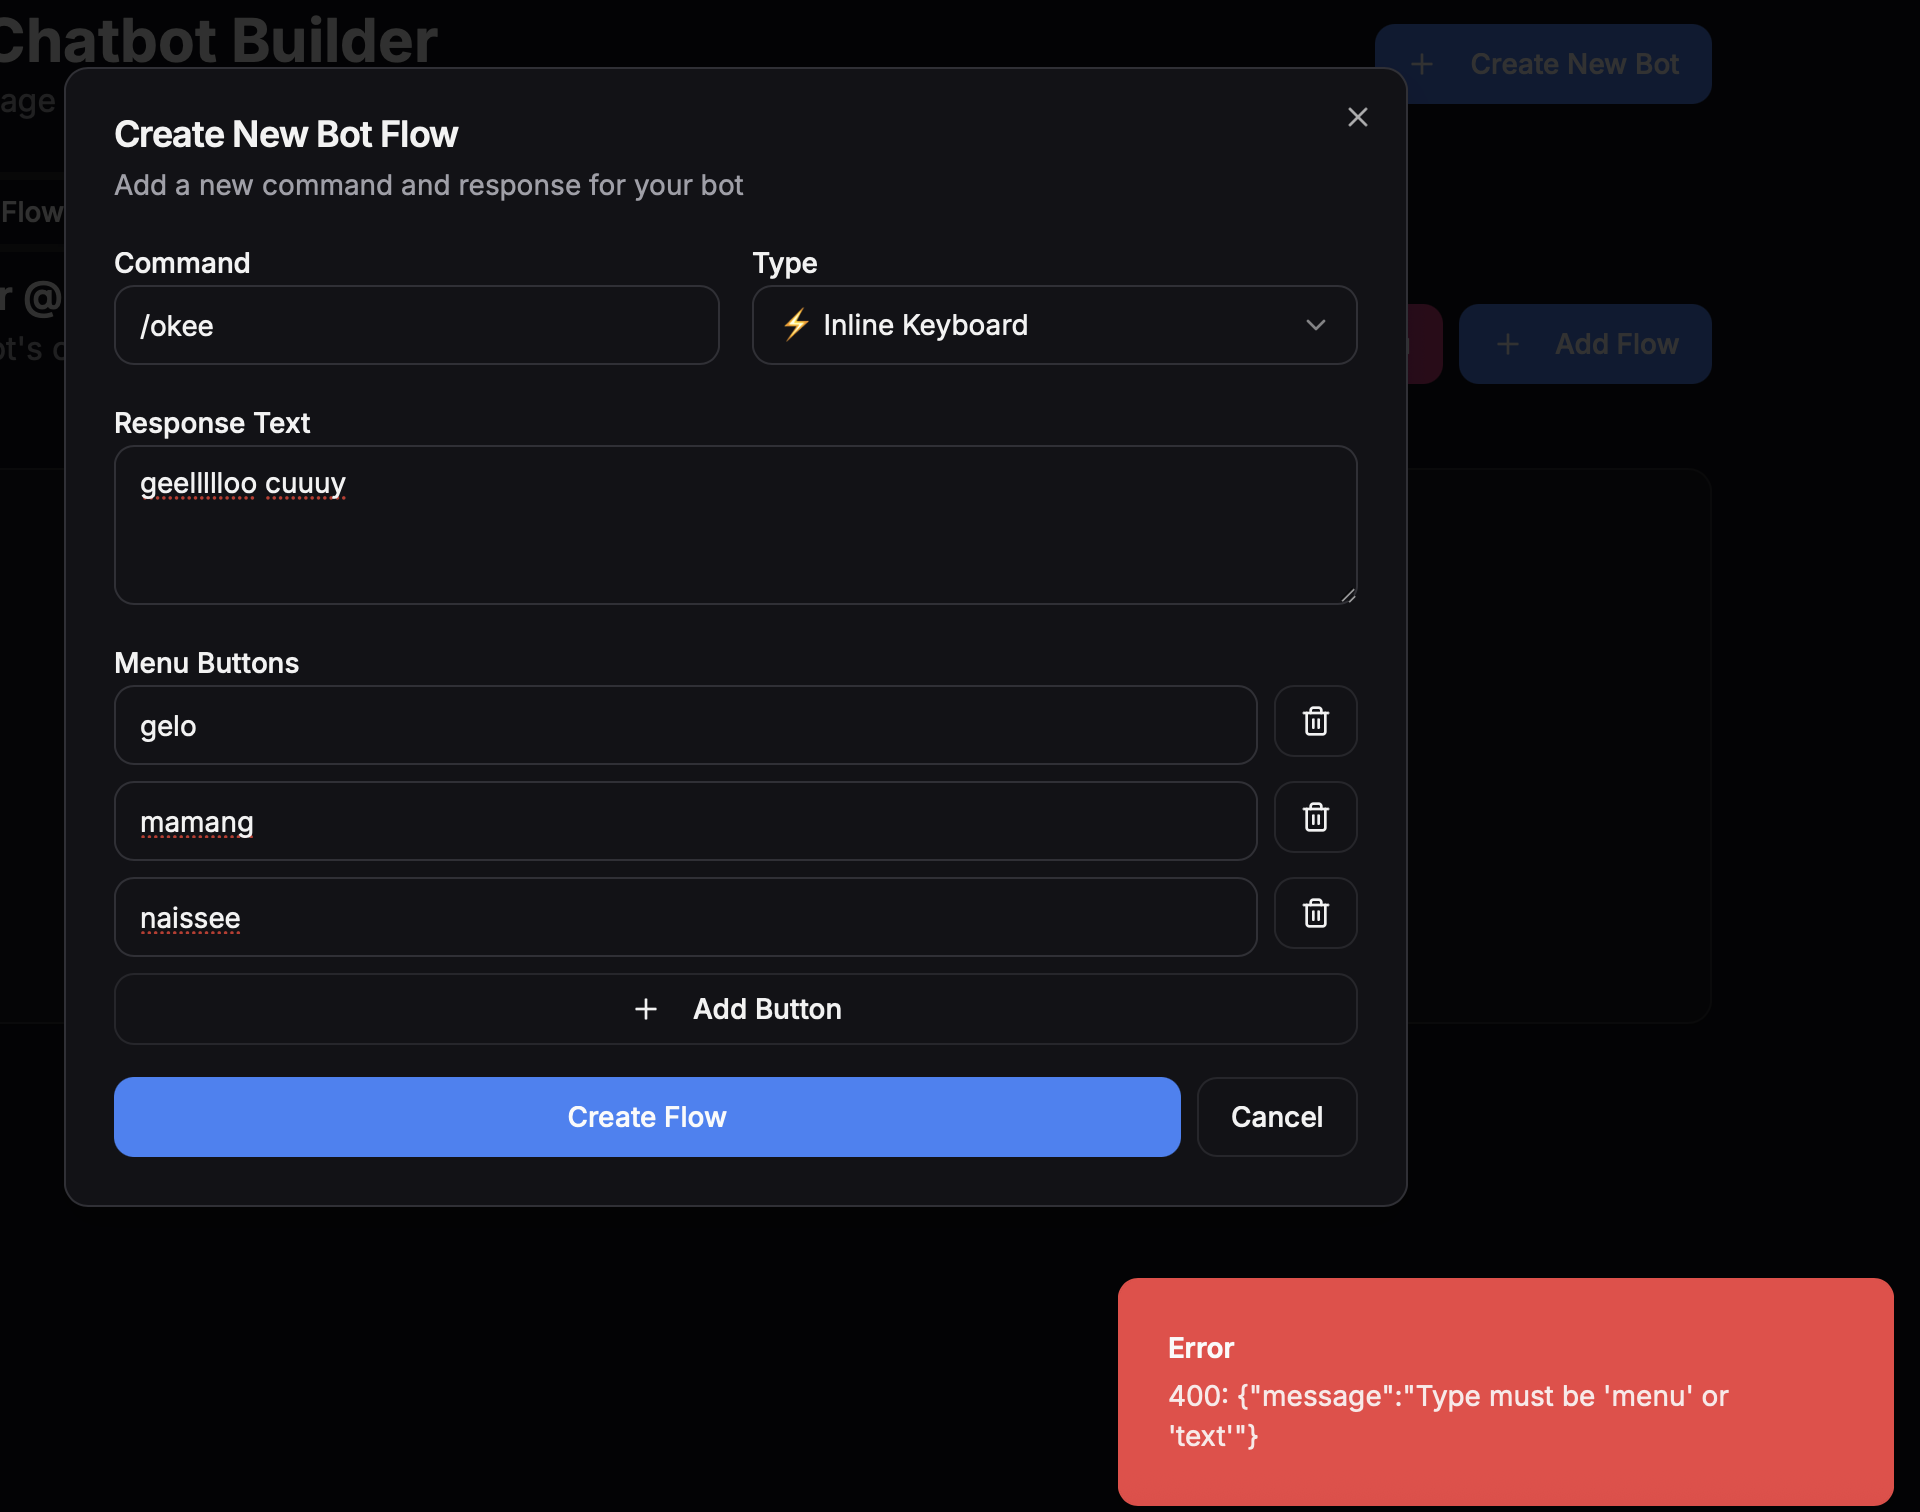 Chatbot Builder
+ Create New Bot
age
Create New Bot Flow
Add a new command and response for your bot
Flow
Command
Type
r @
/okee
⚡ Inline Keyboard
+ Add Flow
ot's c
Response Text
geelllllloo cuuuy
Menu Buttons
gelo
mamang
naissee
+ Add Button
Create Flow
Cancel
Error
400: {"message":"Type must be 'menu' or
'text'"}